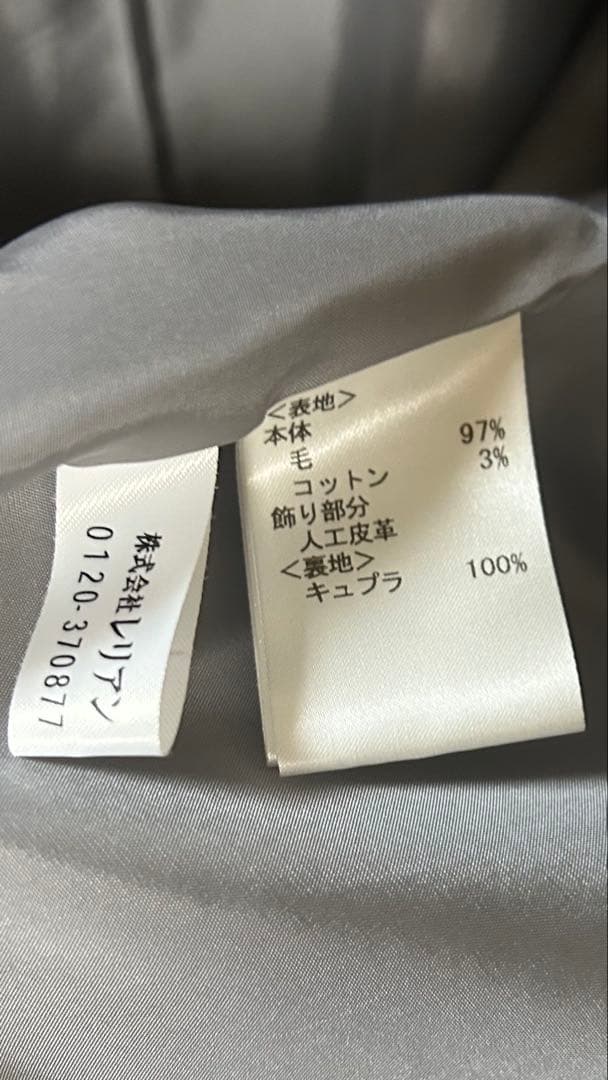 <表地>
本体
毛 97%
コットン 3%
飾り部分
人工皮革
<裏地>
キュプラ 100%
株式会社レリアン
0120-370877